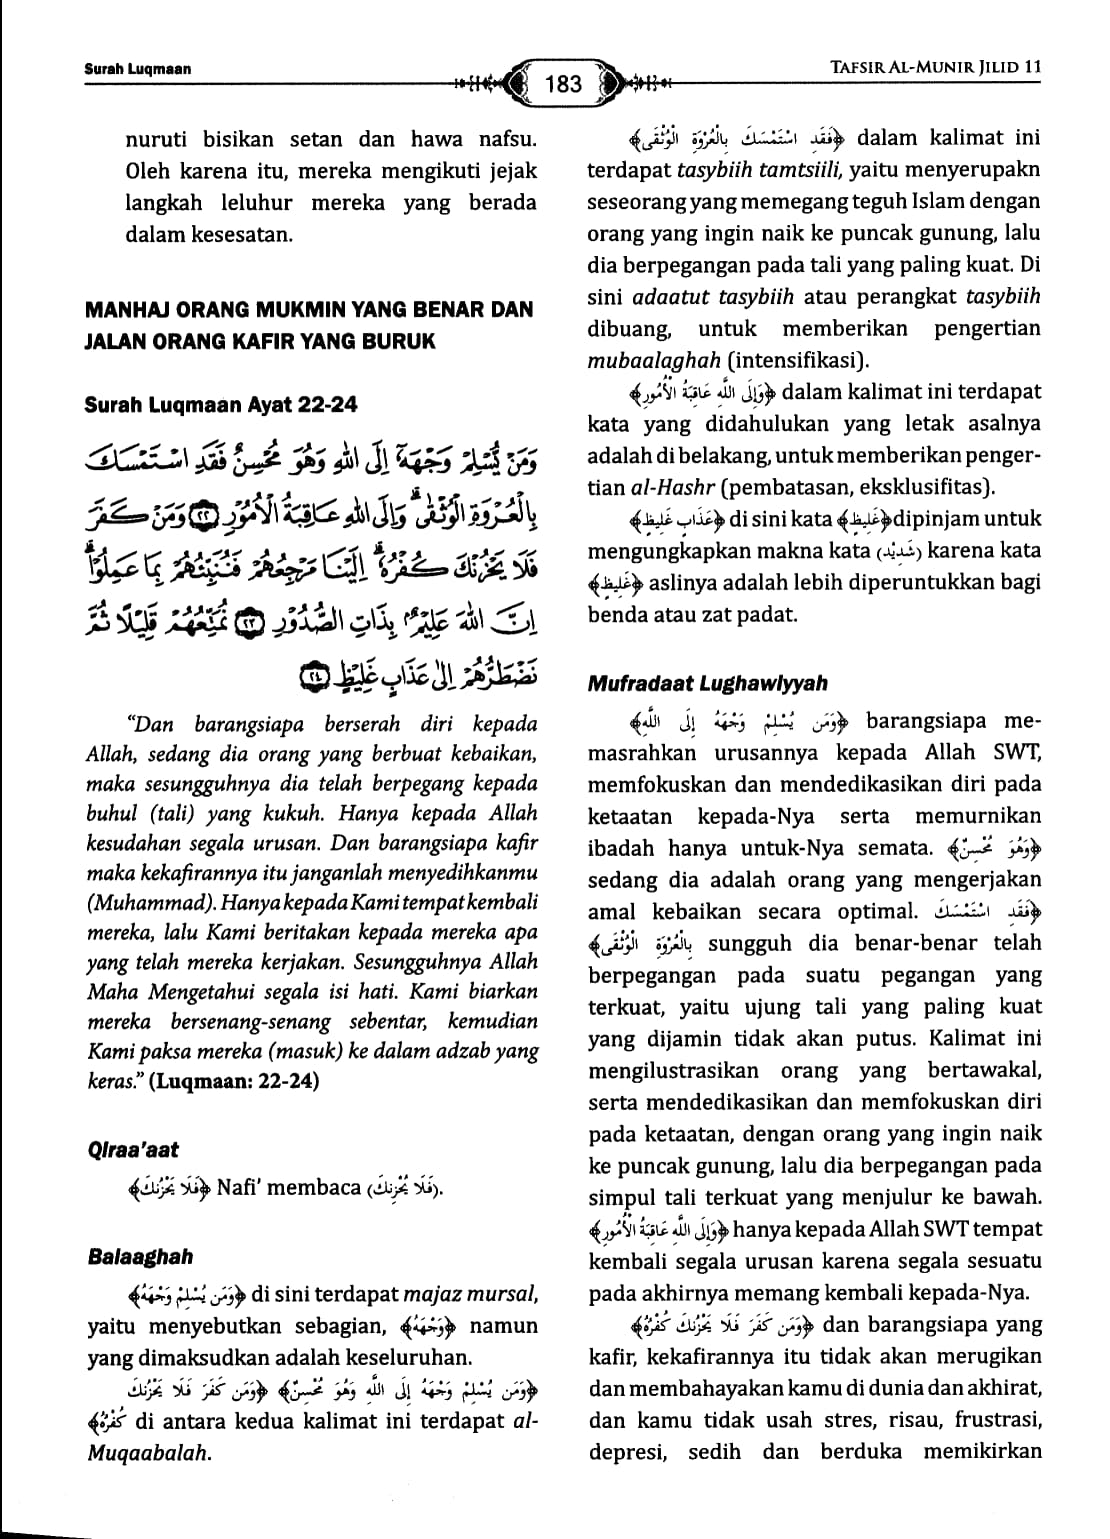 Surah Luqmaan
183
TAFSIR AL-MUNIR JILID 11
nuruti bisikan setan dan hawa nafsu.
Oleh karena itu, mereka mengikuti jejak
langkah leluhur mereka yang berada
dalam kesesatan.
MANHAJ ORANG MUKMIN YANG BENAR DAN
JALAN ORANG KAFIR YANG BURUK
Surah Luqmaan Ayat 22-24
وَمَنْ يُّسْلِمْ وَجْهَهٗٓ اِلَى اللّٰهِ وَهُوَ مُحْسِنٌ فَقَدِ اسْتَمْسَكَ
بِالْعُرْوَةِ الْوُثْقٰىۗ وَاِلَى اللّٰهِ عَاقِبَةُ الْاُمُوْرِ ٢٢ وَمَنْ كَفَرَ
فَلَا يَحْزُنْكَ كُفْرُهٗۗ اِلَيْنَا مَرْجِعُهُمْ فَنُنَبِّئُهُمْ بِمَا عَمِلُوْاۗ
اِنَّ اللّٰهَ عَلِيْمٌۢ بِذَاتِ الصُّدُوْرِ ٢٣ نُمَتِّعُهُمْ قَلِيْلًا ثُمَّ
نَضْطَرُّهُمْ اِلٰى عَذَابٍ غَلِيْظٍ ٢٤
“Dan barangsiapa berserah diri kepada
Allah, sedang dia orang yang berbuat kebaikan,
maka sesungguhnya dia telah berpegang kepada
buhul (tali) yang kukuh. Hanya kepada Allah
kesudahan segala urusan. Dan barangsiapa kafir
maka kekafirannya itu janganlah menyedihkanmu
(Muhammad). Hanya kepada Kami tempat kembali
mereka, lalu Kami beritakan kepada mereka apa
yang telah mereka kerjakan. Sesungguhnya Allah
Maha Mengetahui segala isi hati. Kami biarkan
mereka bersenang-senang sebentar, kemudian
Kami paksa mereka (masuk) ke dalam adzab yang
keras.” (Luqmaan: 22-24)
Qiraa’aat
﴿فَلَا يَحْزُنْكَ﴾ Nafi’ membaca (فَلَا يُحْزِنْكَ).
Balaaghah
﴿وَمَن يُسْلِمْ وَجْهَهُ﴾ di sini terdapat majaz mursal,
yaitu menyebutkan sebagian, ﴿وَجْهَهُ﴾ namun
yang dimaksudkan adalah keseluruhan.
﴿وَمَن يُسْلِمْ وَجْهَهُ إِلَى اللَّهِ وَهُوَ مُحْسِنٌ﴾ ﴿وَمَن كَفَرَ فَلَا يَحْزُنكَ
كُفْرُهُ﴾ di antara kedua kalimat ini terdapat al-
Muqaabalah.
﴿فَقَدِ اسْتَمْسَكَ بِالْعُرْوَةِ الْوُثْقَى﴾ dalam kalimat ini
terdapat tasybiih tamtsiili, yaitu menyerupakn
seseorang yang memegang teguh Islam dengan
orang yang ingin naik ke puncak gunung, lalu
dia berpegangan pada tali yang paling kuat. Di
sini adaatut tasybiih atau perangkat tasybiih
dibuang, untuk memberikan pengertian
mubaalaghah (intensifikasi).
﴿وَإِلَى اللَّهِ عَاقِبَةُ الْأُمُورِ﴾ dalam kalimat ini terdapat
kata yang didahulukan yang letak asalnya
adalah di belakang, untuk memberikan penger-
tian al-Hashr (pembatasan, eksklusifitas).
﴿عَذَابٍ غَلِيظٍ﴾ di sini kata ﴿غَلِيظٍ﴾ dipinjam untuk
mengungkapkan makna kata (شَدِيْد) karena kata
﴿غَلِيظٍ﴾ aslinya adalah lebih diperuntukkan bagi
benda atau zat padat.
Mufradaat Lughawiyyah
﴿وَمَن يُسْلِمْ وَجْهَهُ إِلَى اللَّهِ﴾ barangsiapa me-
masrahkan urusannya kepada Allah SWT,
memfokuskan dan mendedikasikan diri pada
ketaatan kepada-Nya serta memurnikan
ibadah hanya untuk-Nya semata. ﴿وَهُوَ مُحْسِنٌ﴾
sedang dia adalah orang yang mengerjakan
amal kebaikan secara optimal. ﴿فَقَدِ اسْتَمْسَكَ
بِالْعُرْوَةِ الْوُثْقَى﴾ sungguh dia benar-benar telah
berpegangan pada suatu pegangan yang
terkuat, yaitu ujung tali yang paling kuat
yang dijamin tidak akan putus. Kalimat ini
mengilustrasikan orang yang bertawakal,
serta mendedikasikan dan memfokuskan diri
pada ketaatan, dengan orang yang ingin naik
ke puncak gunung, lalu dia berpegangan pada
simpul tali terkuat yang menjulur ke bawah.
﴿وَإِلَى اللَّهِ عَاقِبَةُ الْأُمُورِ﴾ hanya kepada Allah SWT tempat
kembali segala urusan karena segala sesuatu
pada akhirnya memang kembali kepada-Nya.
﴿وَمَن كَفَرَ فَلَا يَحْزُنكَ كُفْرُهُ﴾ dan barangsiapa yang
kafir, kekafirannya itu tidak akan merugikan
dan membahayakan kamu di dunia dan akhirat,
dan kamu tidak usah stres, risau, frustrasi,
depresi, sedih dan berduka memikirkan